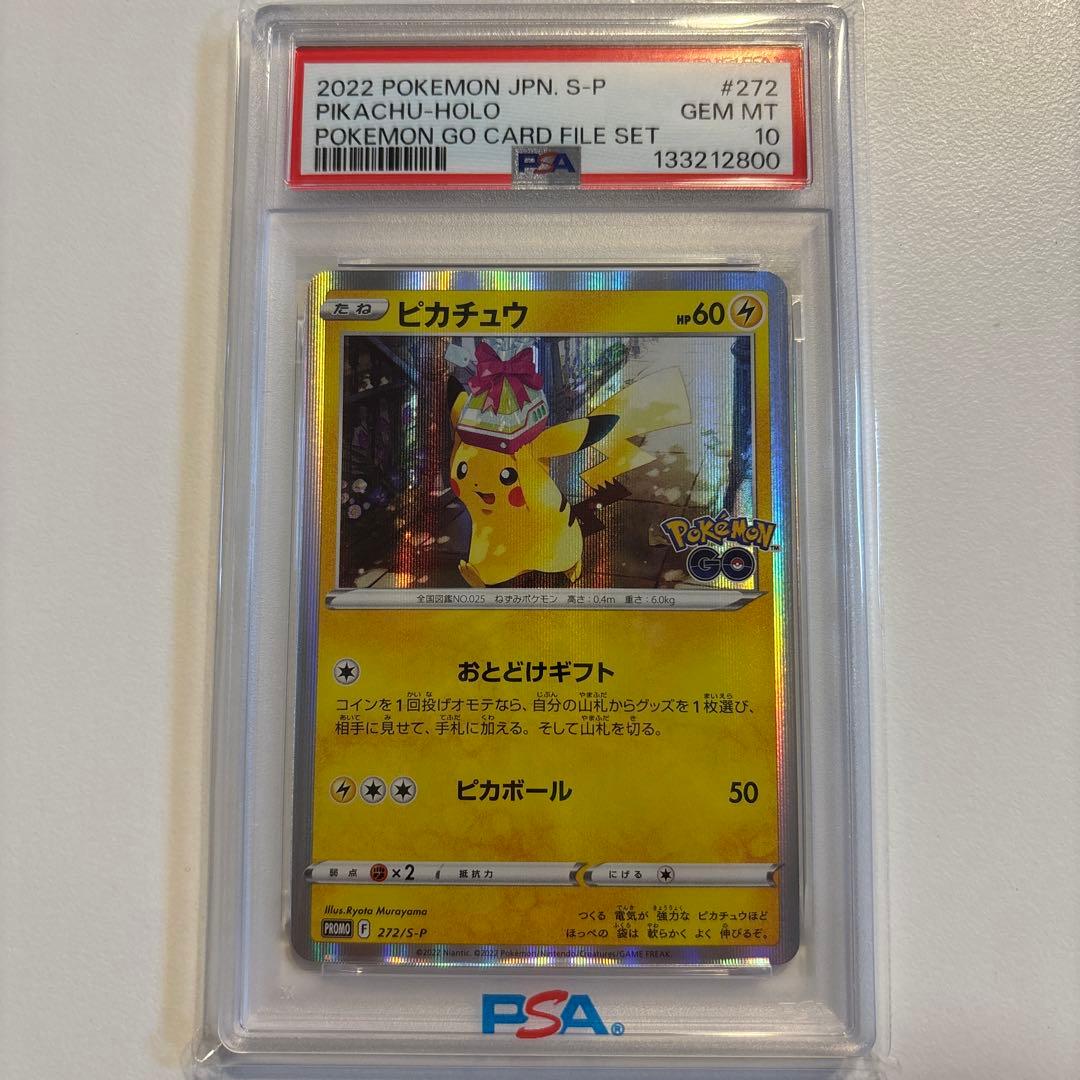 2022 POKEMON JPN. S-P #272
PIKACHU-HOLO GEM MT
POKEMON GO CARD FILE SET 10
PSA 133212800
たね ピカチュウ HP60
Pokémon GO
全国図鑑NO.025 ねずみポケモン 高さ:0.4m 重さ:6.0kg
おとどけギフト
コインを1回投げオモテなら、自分の山札からグッズを1枚選び、
相手に見せて、手札に加える。そして山札を切る。
ピカボール 50
弱点 ×2 抵抗力 にげる
Illus.Ryota Murayama
PROMO F 272/S-P
つくる 電気が 強力な ピカチュウほど
ほっぺの 袋は 軟らかく よく 伸びるぞ。
©2022 Niantic. ©2022 Pokémon/Nintendo/Creatures/GAME FREAK.
PSA®